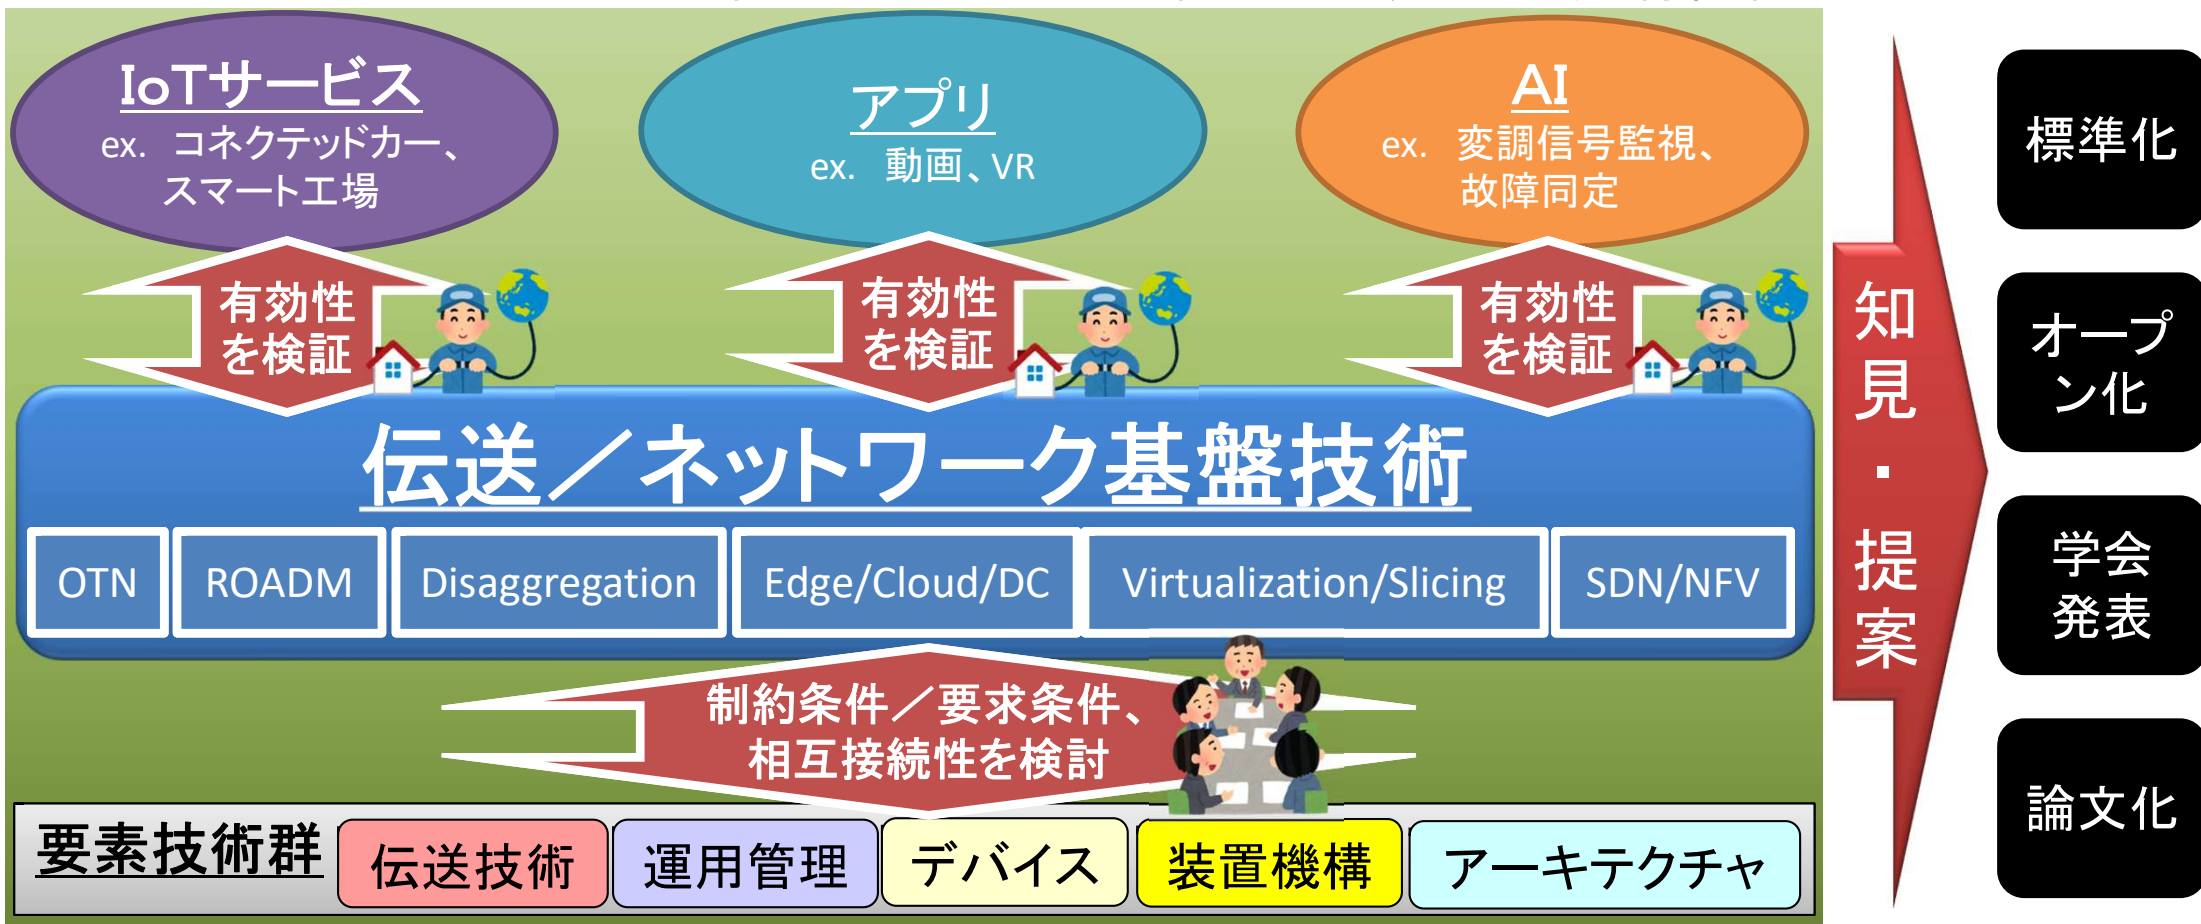 IoTサービス
ex. コネクテッドカー、
スマート工場
アプリ
ex. 動画、VR
AI
ex. 変調信号監視、
故障同定
有効性
を検証
有効性
を検証
有効性
を検証
伝送／ネットワーク基盤技術
OTN
ROADM
Disaggregation
Edge/Cloud/DC
Virtualization/Slicing
SDN/NFV
制約条件／要求条件、
相互接続性を検討
要素技術群
伝送技術
運用管理
デバイス
装置機構
アーキテクチャ
知見・提案
標準化
オープ
ン化
学会
発表
論文化